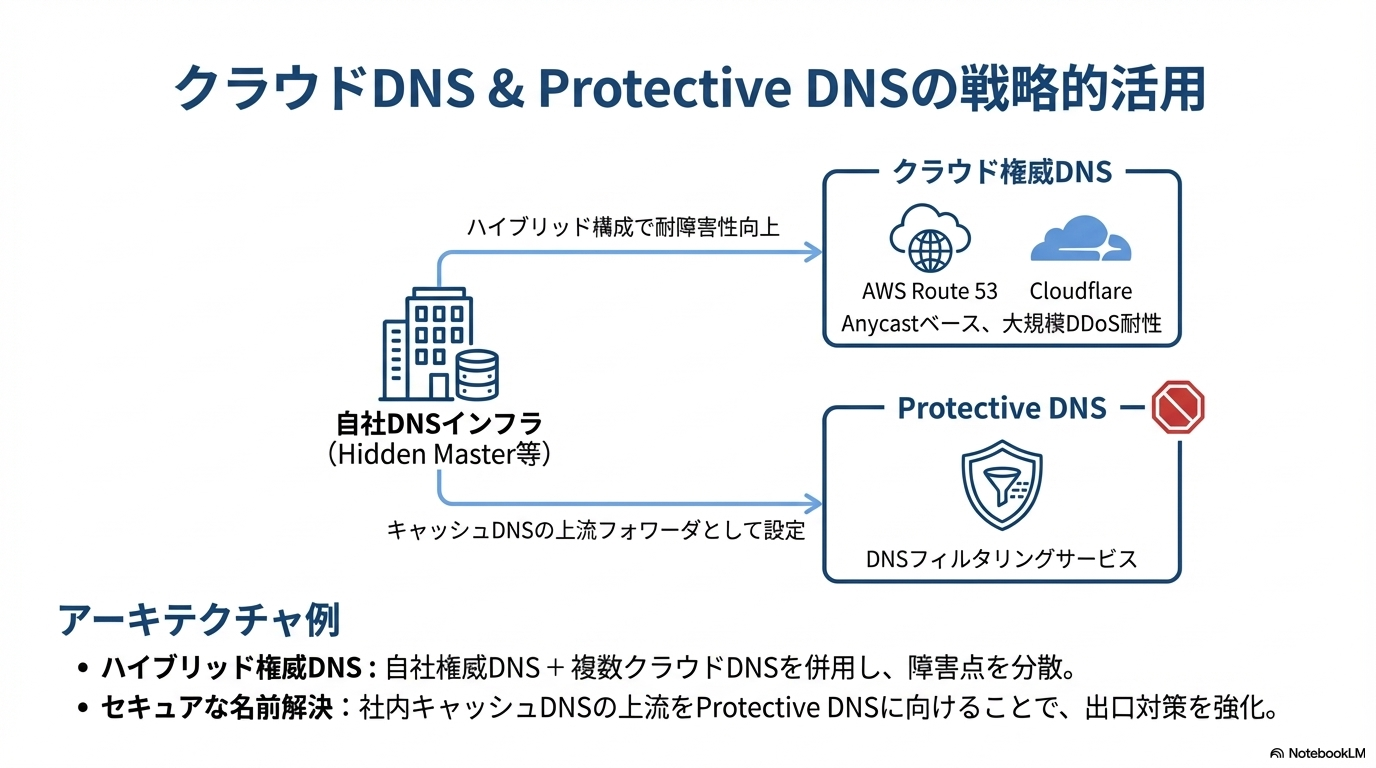 クラウドDNS & Protective DNSの戦略的活用
クラウド権威DNS
ハイブリッド構成で耐障害性向上
AWS Route 53
Cloudflare
Anycastベース、大規模DDoS耐性
自社DNSインフラ
（Hidden Master等）
Protective DNS
キャッシュDNSの上流フォワーダとして設定
DNSフィルタリングサービス
アーキテクチャ例
• ハイブリッド権威DNS : 自社権威DNS + 複数クラウドDNSを併用し、障害点を分散。
• セキュアな名前解決：社内キャッシュDNSの上流をProtective DNSに向けることで、出口対策を強化。
NotebookLM